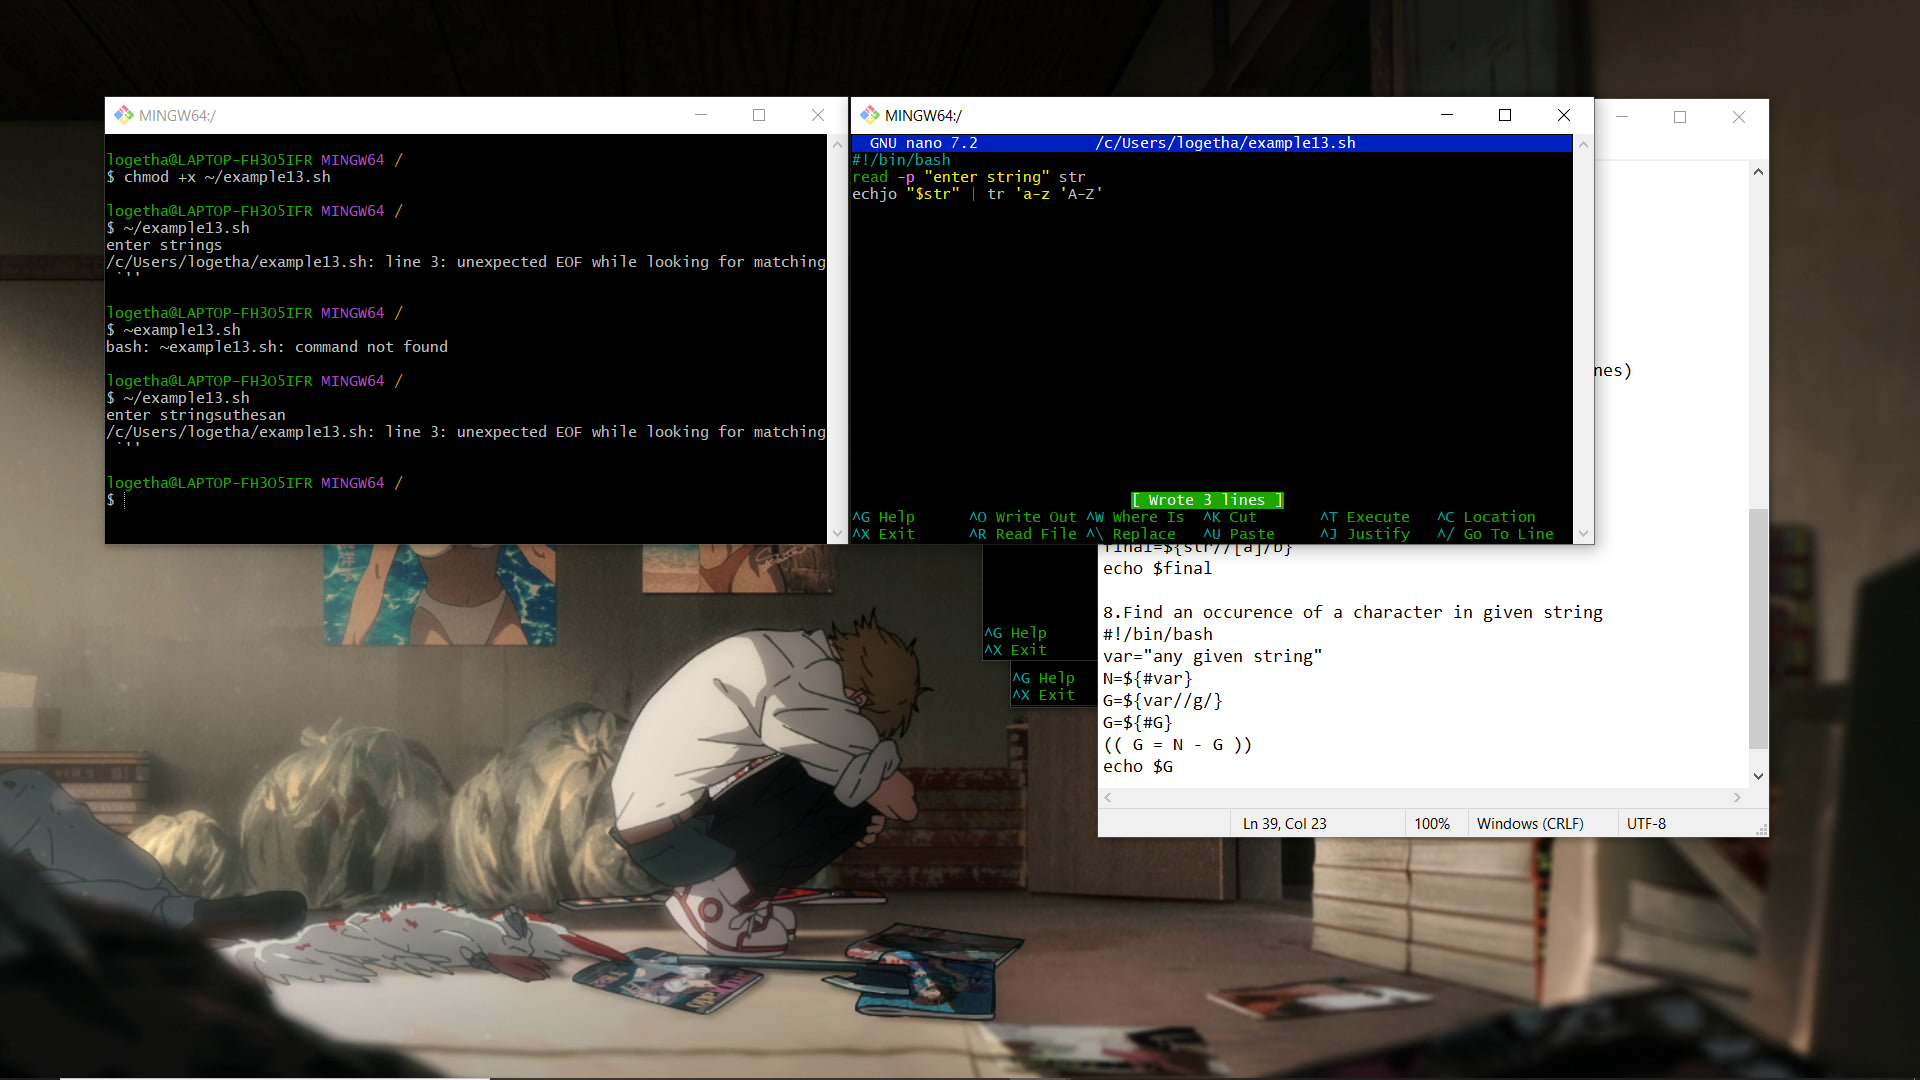 MINGW64:/
logetha@LAPTOP-FH3O5IFR MINGW64 /
$ chmod +x ~/example13.sh
logetha@LAPTOP-FH3O5IFR MINGW64 /
$ ~/example13.sh
enter strings
/c/Users/logetha/example13.sh: line 3: unexpected EOF while looking for matching
`''
logetha@LAPTOP-FH3O5IFR MINGW64 /
$ ~example13.sh
bash: ~example13.sh: command not found
logetha@LAPTOP-FH3O5IFR MINGW64 /
$ ~/example13.sh
enter stringsuthesan
/c/Users/logetha/example13.sh: line 3: unexpected EOF while looking for matching
`''
logetha@LAPTOP-FH3O5IFR MINGW64 /
$
MINGW64:/
GNU nano 7.2 /c/Users/logetha/example13.sh
#!/bin/bash
read -p "enter string" str
echjo "$str" | tr 'a-z 'A-Z'
[ Wrote 3 lines ]
^G Help ^O Write Out ^W Where Is ^K Cut ^T Execute ^C Location
^X Exit ^R Read File ^\ Replace ^U Paste ^J Justify ^/ Go To Line
^G Help
^X Exit
^G Help
^X Exit
nes)
final=${str//[a]/b}
echo $final
8.Find an occurence of a character in given string
#!/bin/bash
var="any given string"
N=${#var}
G=${var//g/}
G=${#G}
(( G = N - G ))
echo $G
Ln 39, Col 23 100% Windows (CRLF) UTF-8